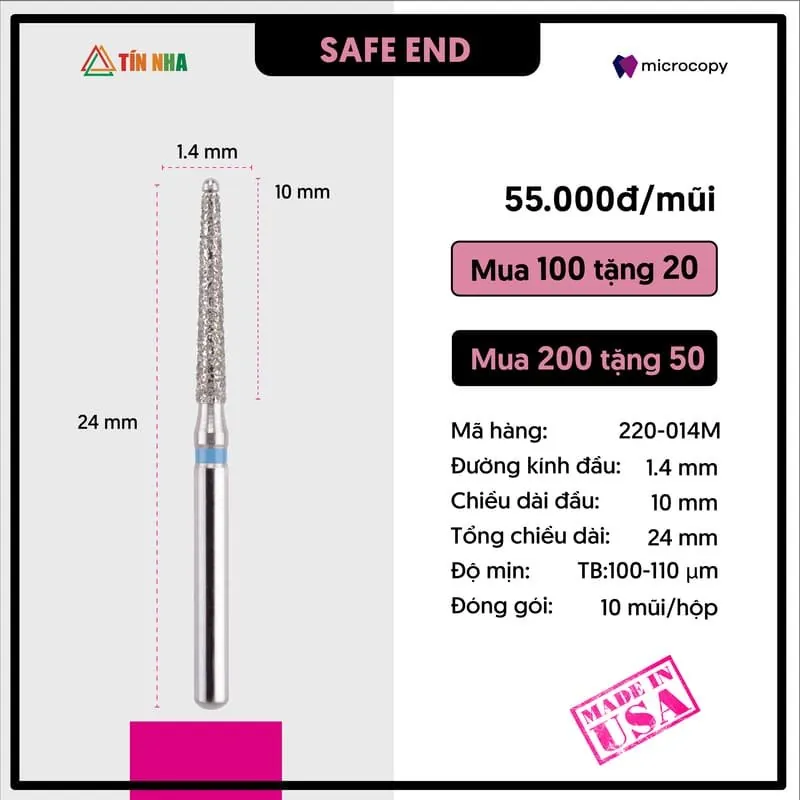 SAFE END
TÍN NHA
microcopy
1.4 mm
10 mm
24 mm
55.000đ/mũi
Mua 100 tặng 20
Mua 200 tặng 50
Mã hàng: 220-014M
Đường kính đầu: 1.4 mm
Chiều dài đầu: 10 mm
Tổng chiều dài: 24 mm
Độ mịn: TB:100-110 µm
Đóng gói: 10 mũi/hộp
MADE IN
USA